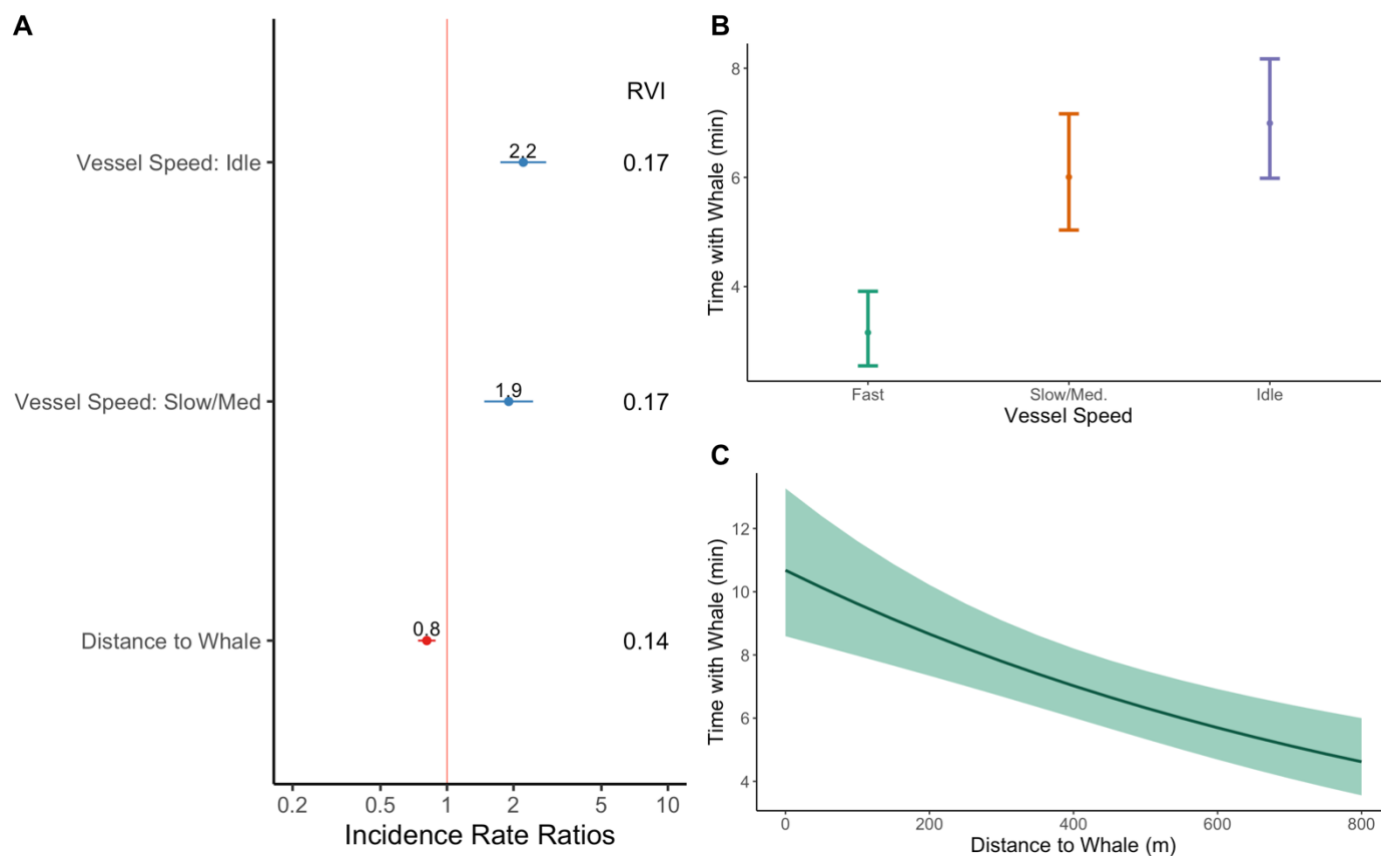 A
RVI
Vessel Speed: Idle
2.2
0.17
Vessel Speed: Slow/Med
1.9
0.17
Distance to Whale
0.8
0.14
0.2 0.5 1 2 5 10
Incidence Rate Ratios
B
Time with Whale (min)
8
6
4
Fast Slow/Med. Idle
Vessel Speed
C
Time with Whale (min)
12
10
8
6
4
0 200 400 600 800
Distance to Whale (m)